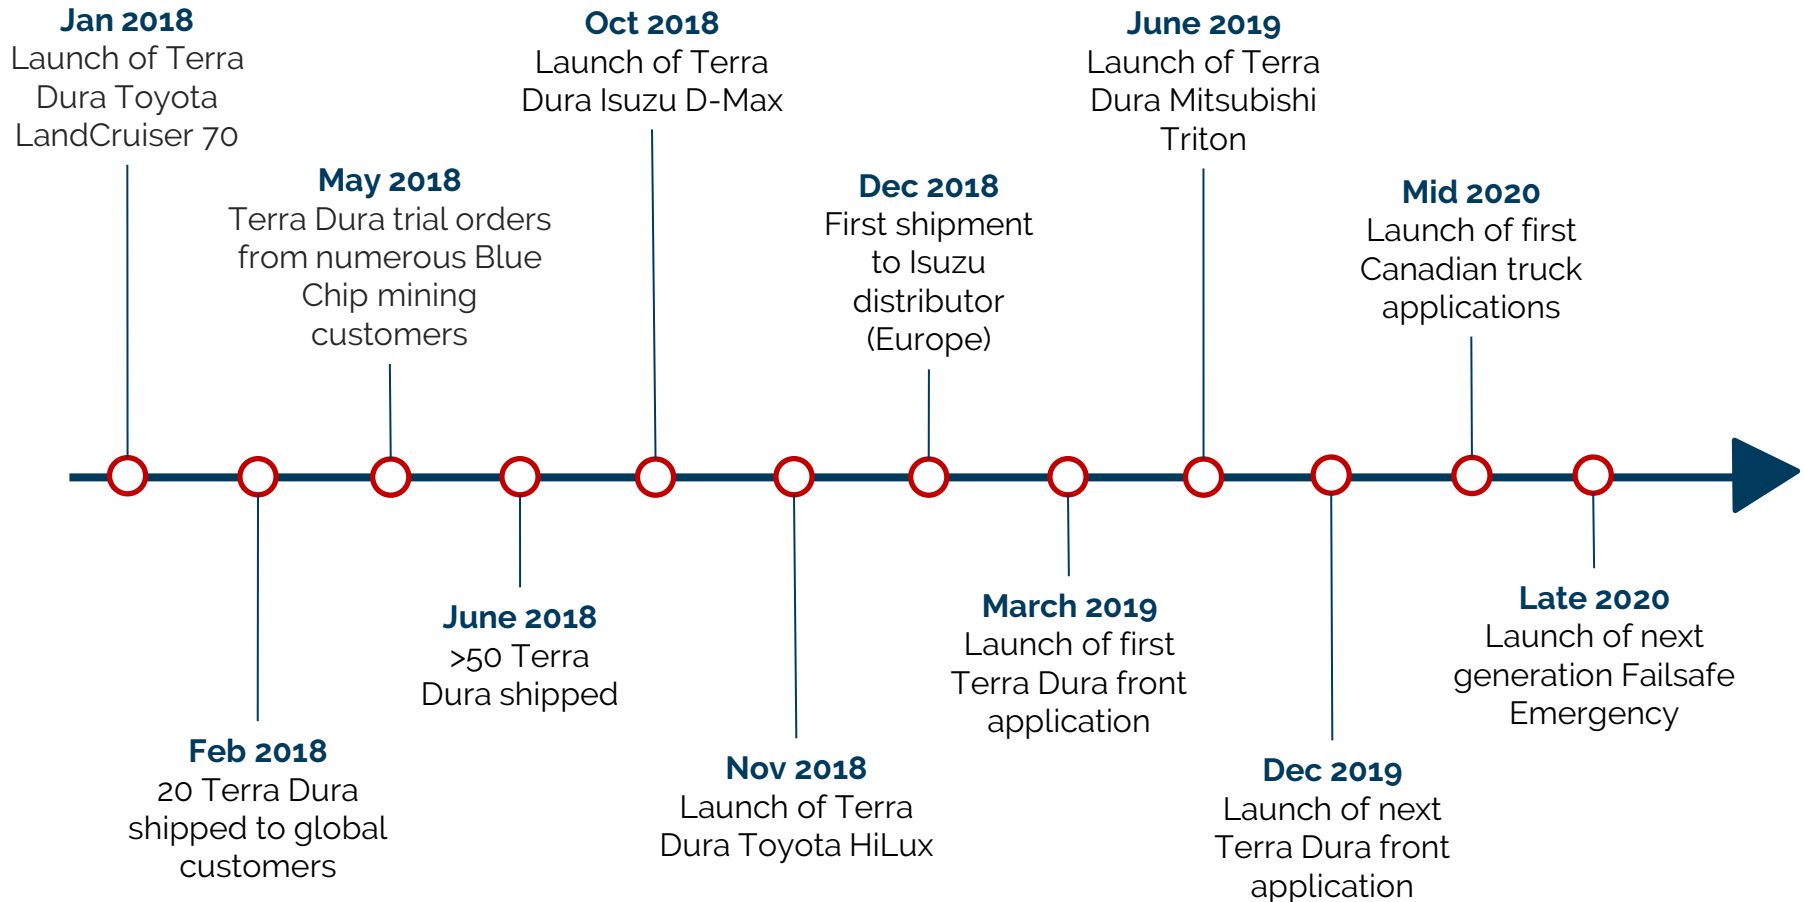 Jan 2018
Launch of Terra
Dura Toyota
LandCruiser 70
Feb 2018
20 Terra Dura
shipped to global
customers
May 2018
Terra Dura trial orders
from numerous Blue
Chip mining
customers
June 2018
>50 Terra
Dura shipped
Oct 2018
Launch of Terra
Dura Isuzu D-Max
Nov 2018
Launch of Terra
Dura Toyota HiLux
Dec 2018
First shipment
to Isuzu
distributor
(Europe)
March 2019
Launch of first
Terra Dura front
application
June 2019
Launch of Terra
Dura Mitsubishi
Triton
Dec 2019
Launch of next
Terra Dura front
application
Mid 2020
Launch of first
Canadian truck
applications
Late 2020
Launch of next
generation Failsafe
Emergency